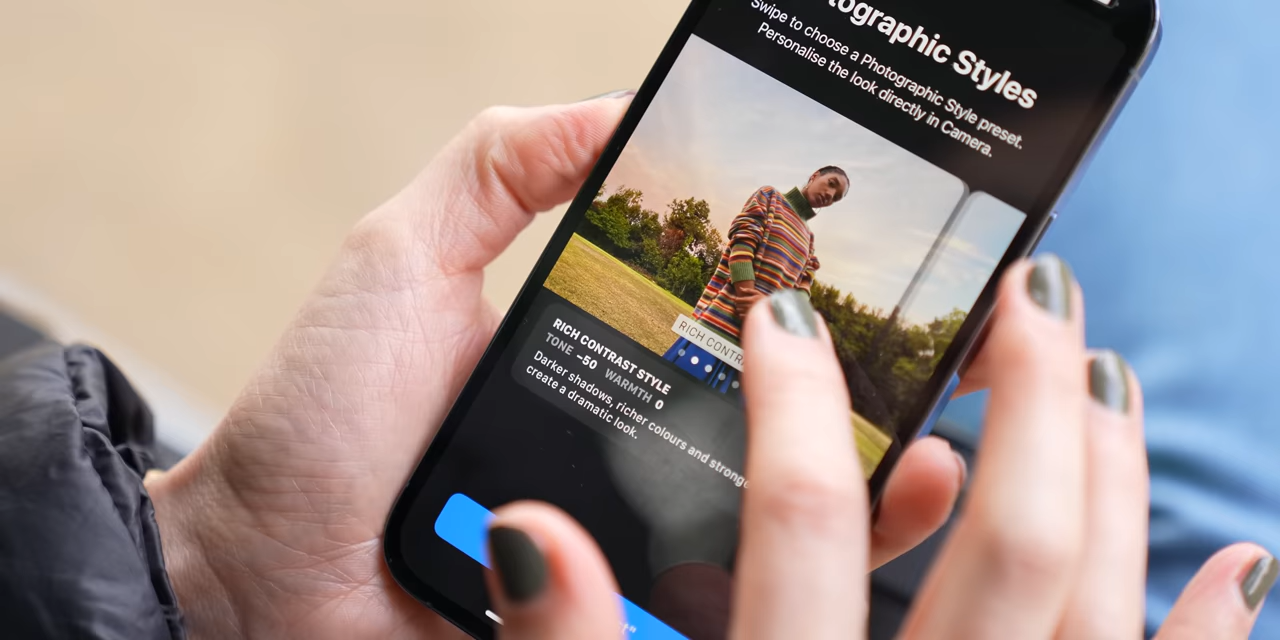 tographic Styles
Swipe to choose a Photographic Style preset.
Personalise the look directly in Camera.
RICH CONTR
RICH CONTRAST STYLE
TONE -50 WARMTH 0
Darker shadows, richer colours and stronge
create a dramatic look.